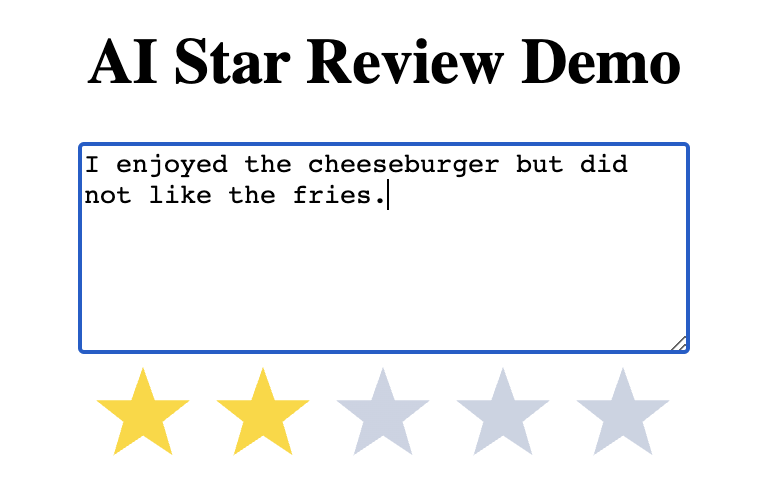 AI Star Review Demo
I enjoyed the cheeseburger but did
not like the fries.